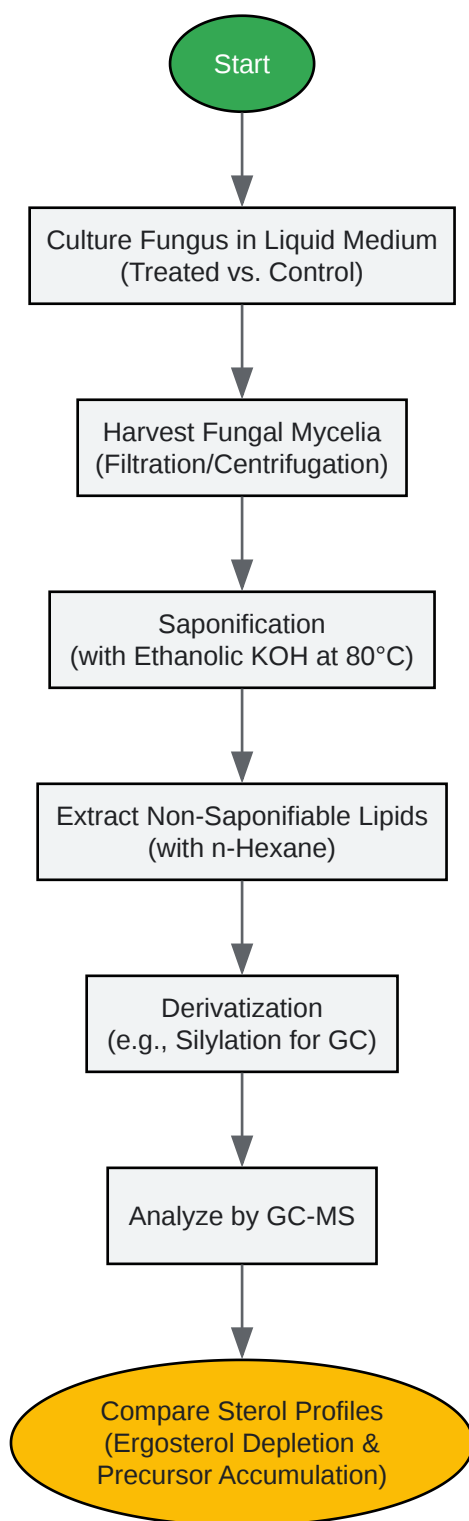 Start
Culture Fungus in Liquid Medium
(Treated vs. Control)
Harvest Fungal Mycelia
(Filtration/Centrifugation)
Saponification
(with Ethanolic KOH at 80°C)
Extract Non-Saponifiable Lipids
(with n-Hexane)
Derivatization
(e.g., Silylation for GC)
Analyze by GC-MS
Compare Sterol Profiles
(Ergosterol Depletion &
Precursor Accumulation)